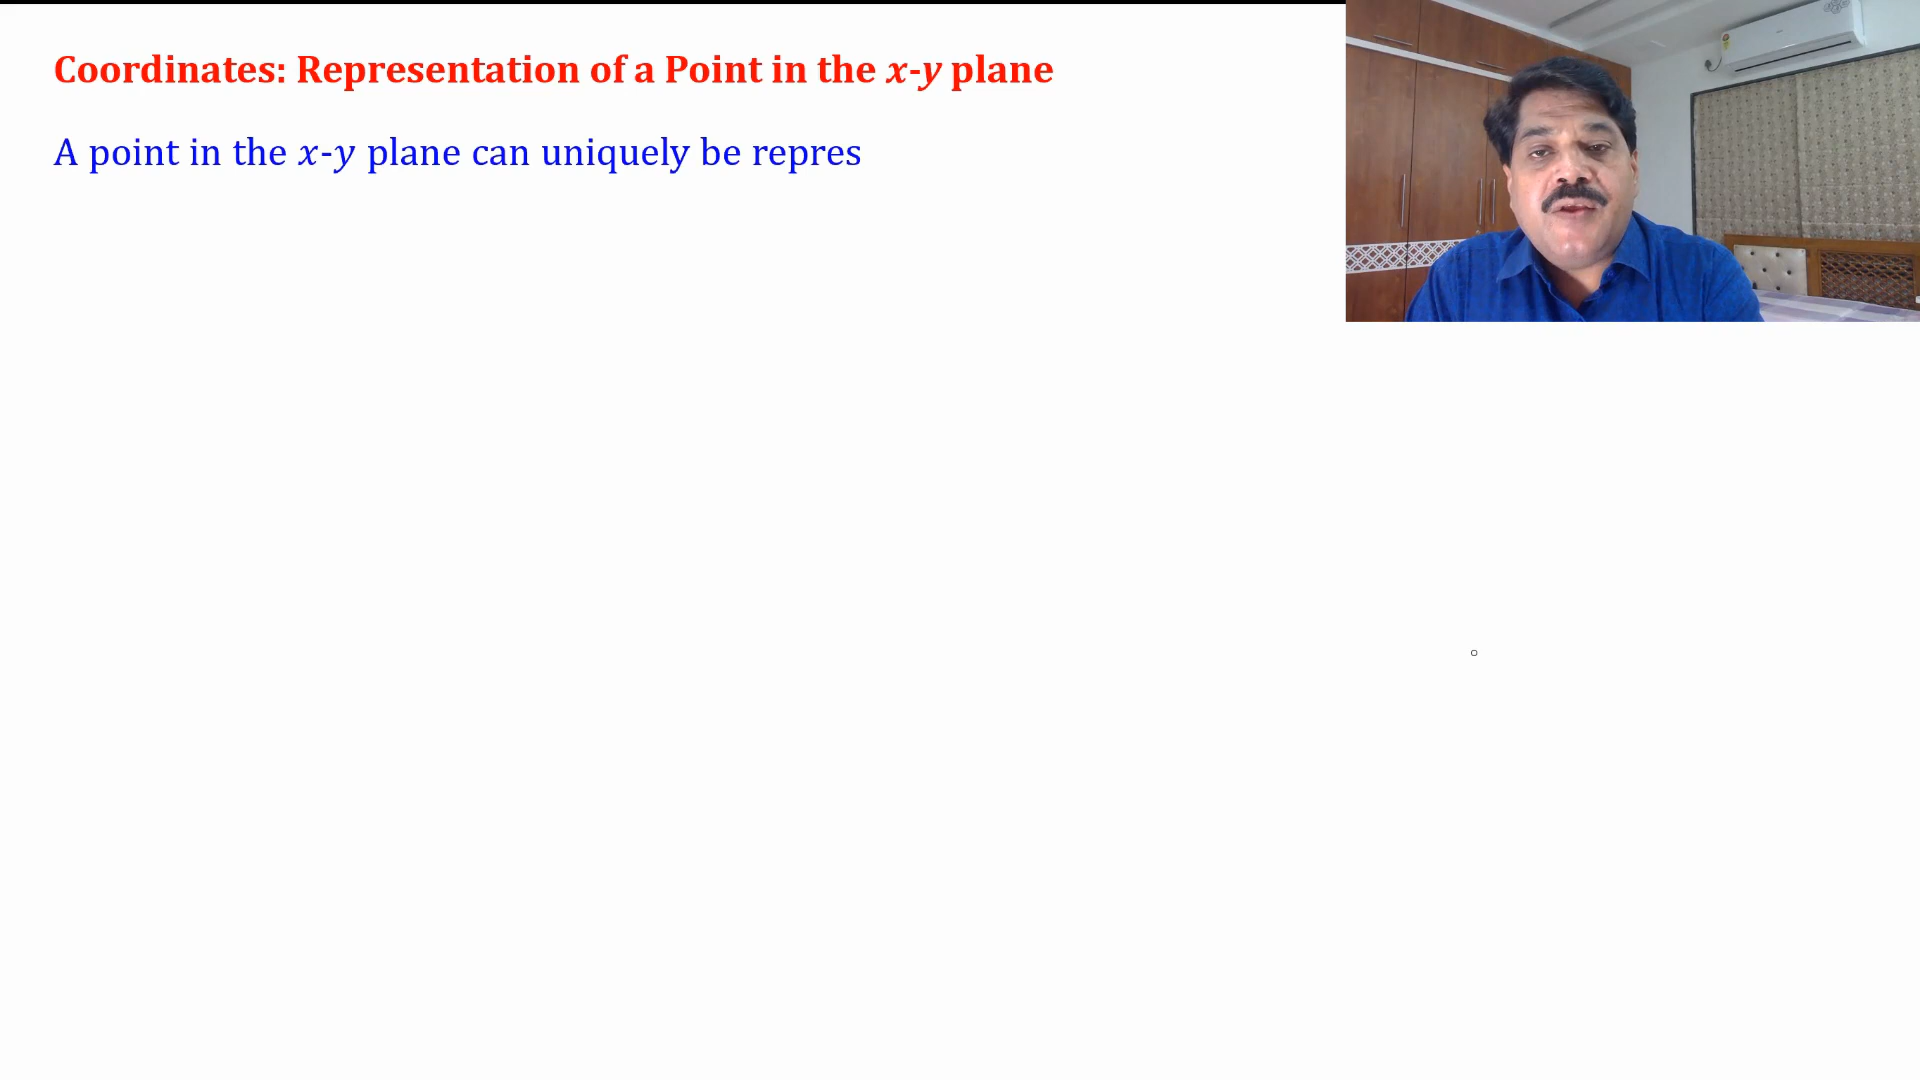 Coordinates: Representation of a Point in the x-y plane
A point in the x-y plane can uniquely be repres